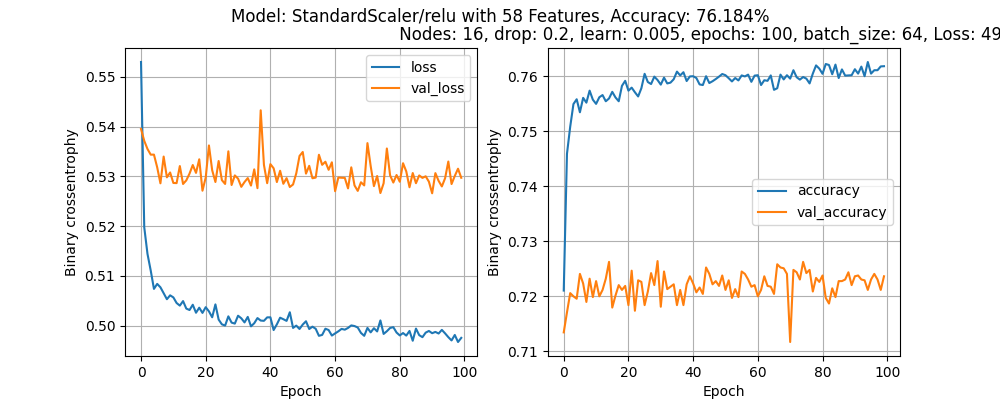 Model: StandardScaler/relu with 58 Features, Accuracy: 76.184%
Nodes: 16, drop: 0.2, learn: 0.005, epochs: 100, batch_size: 64, Loss: 49
loss
val_loss
0.55
0.54
0.53
0.52
0.51
0.50
Binary crossentrophy
0 20 40 60 80 100
Epoch
accuracy
val_accuracy
0.76
0.75
0.74
0.73
0.72
0.71
Binary crossentrophy
0 20 40 60 80 100
Epoch